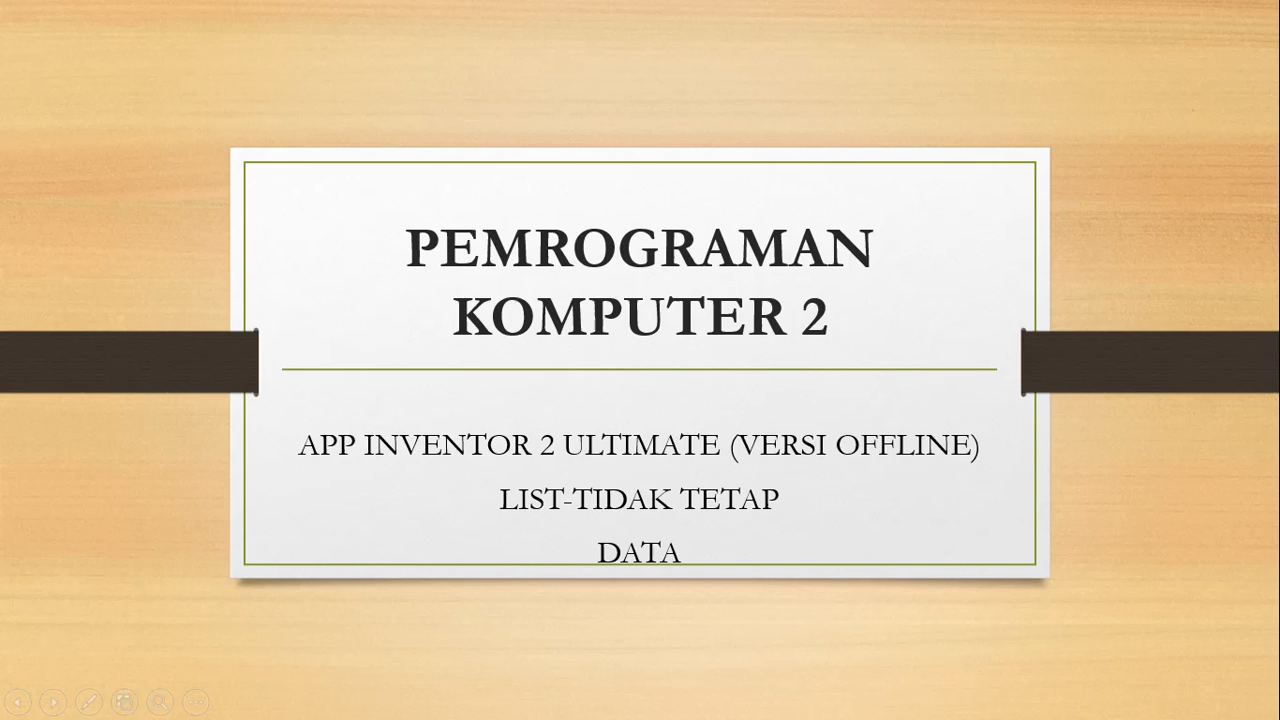 PEMROGRAMAN
KOMPUTER 2
APP INVENTOR 2 ULTIMATE (VERSI OFFLINE)
LIST-TIDAK TETAP
DATA